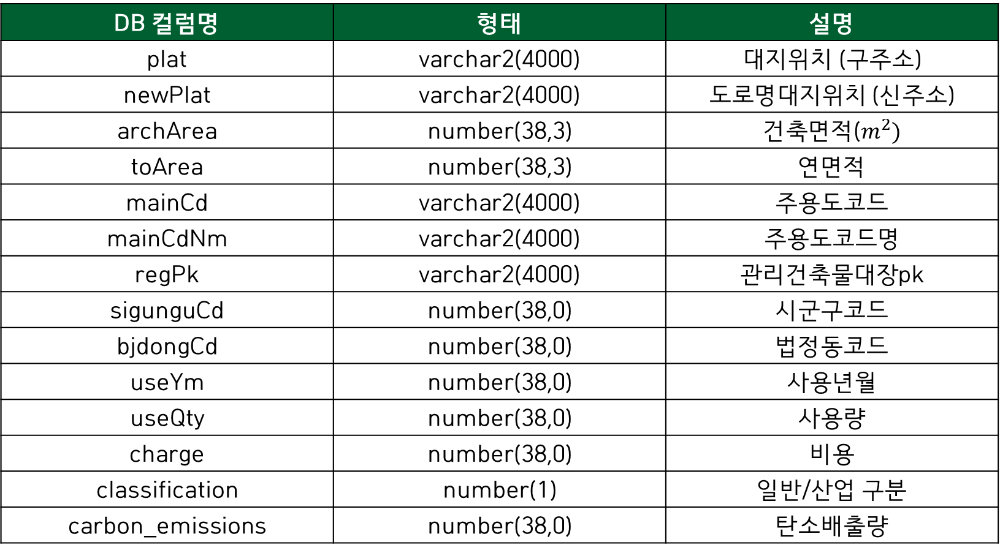 DB 컬럼명 형태 설명
plat varchar2(4000) 대지위치 (구주소)
newPlat varchar2(4000) 도로명대지위치 (신주소)
archArea number(38,3) 건축면적(m²)
toArea number(38,3) 연면적
mainCd varchar2(4000) 주용도코드
mainCdNm varchar2(4000) 주용도코드명
regPk varchar2(4000) 관리건축물대장pk
sigunguCd number(38,0) 시군구코드
bjdongCd number(38,0) 법정동코드
useYm number(38,0) 사용년월
useQty number(38,0) 사용량
charge number(38,0) 비용
classification number(1) 일반/산업 구분
carbon_emissions number(38,0) 탄소배출량